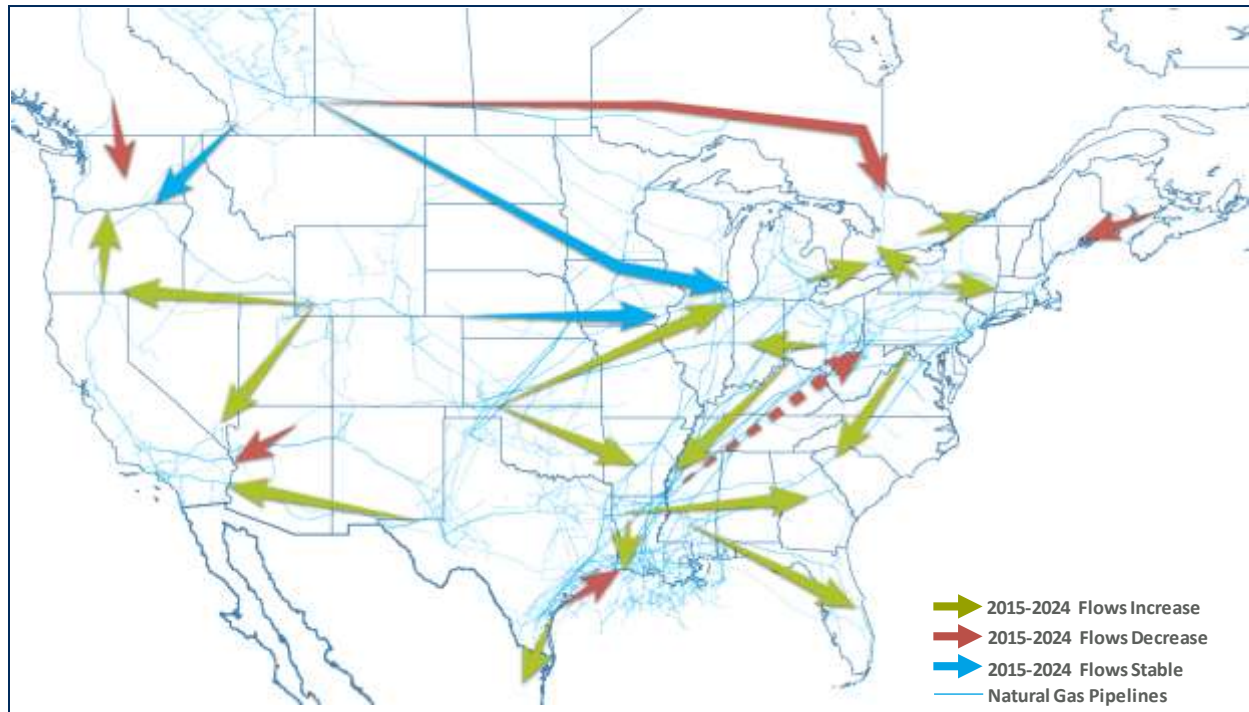 2015-2024 Flows Increase
2015-2024 Flows Decrease
2015-2024 Flows Stable
Natural Gas Pipelines